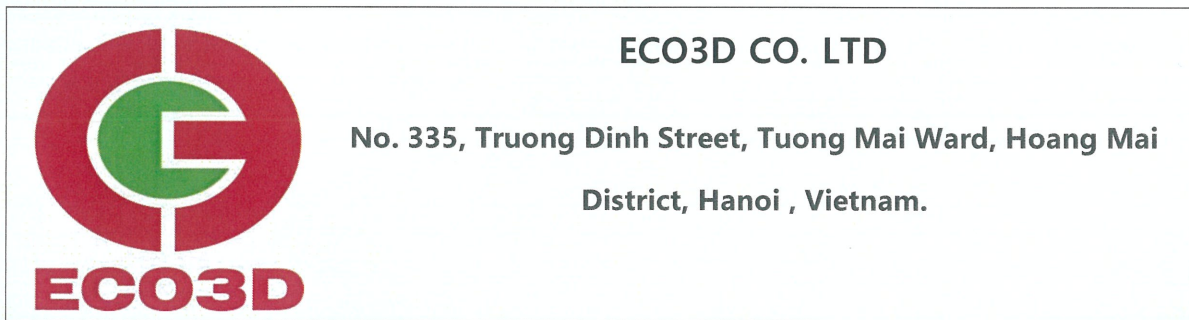 ECO3D CO. LTD
No. 335, Truong Dinh Street, Tuong Mai Ward, Hoang Mai
District, Hanoi , Vietnam.
ECO3D